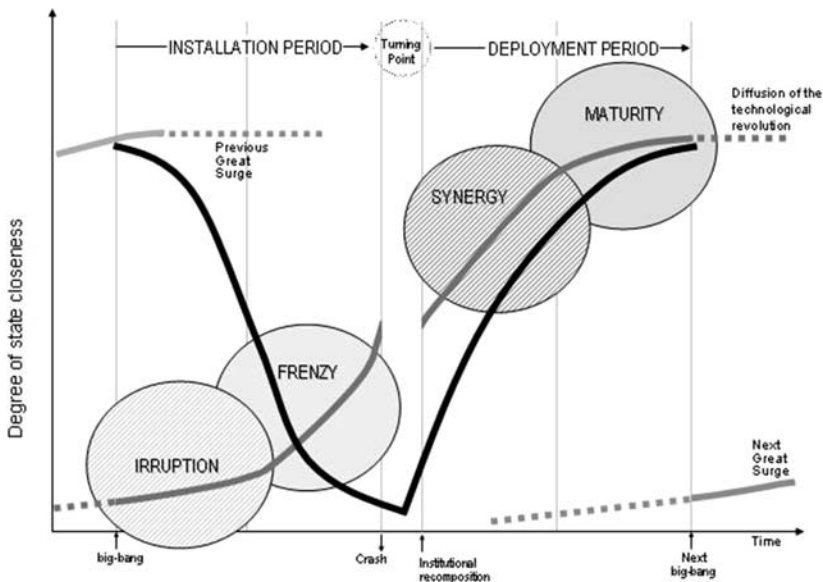 INSTALLATION PERIOD
Turning
Point
DEPLOYMENT PERIOD
MATURITY
Diffusion of the
technological
revolution
Previous
Great
Surge
SYNERGY
FRENZY
IRRUPTION
Next
Great
Surge
Degree of state closeness
Time
big-bang
Crash
Institutional
recomposition
Next
big-bang